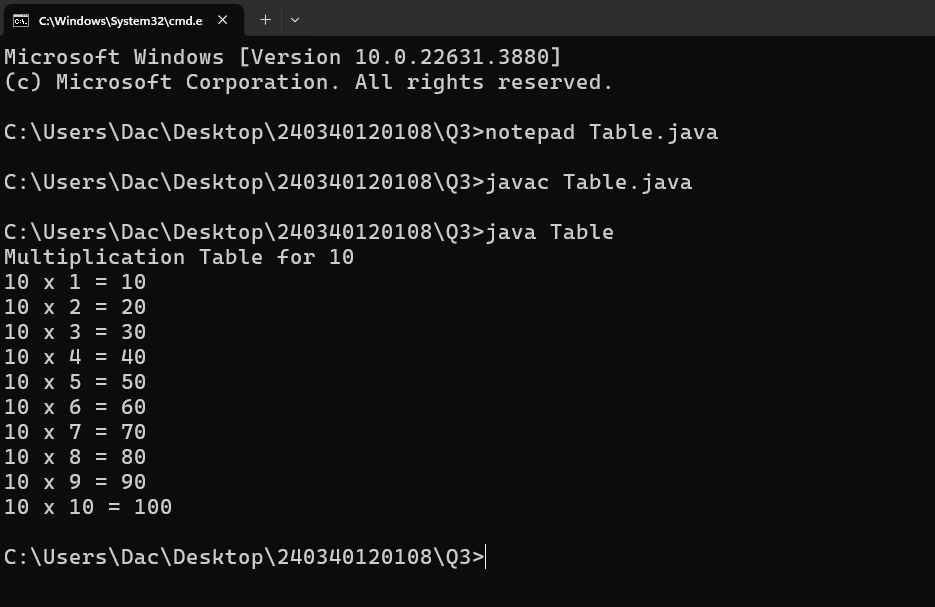 C:\Windows\System32\cmd.e
Microsoft Windows [Version 10.0.22631.3880]
(c) Microsoft Corporation. All rights reserved.
C:\Users\Dac\Desktop\240340120108\Q3>notepad Table.java
C:\Users\Dac\Desktop\240340120108\Q3>javac Table.java
C:\Users\Dac\Desktop\240340120108\Q3>java Table
Multiplication Table for 10
10 x 1 = 10
10 x 2 = 20
10 x 3 = 30
10 x 4 = 40
10 x 5 = 50
10 x 6 = 60
10 x 7 = 70
10 x 8 = 80
10 x 9 = 90
10 x 10 = 100
C:\Users\Dac\Desktop\240340120108\Q3>